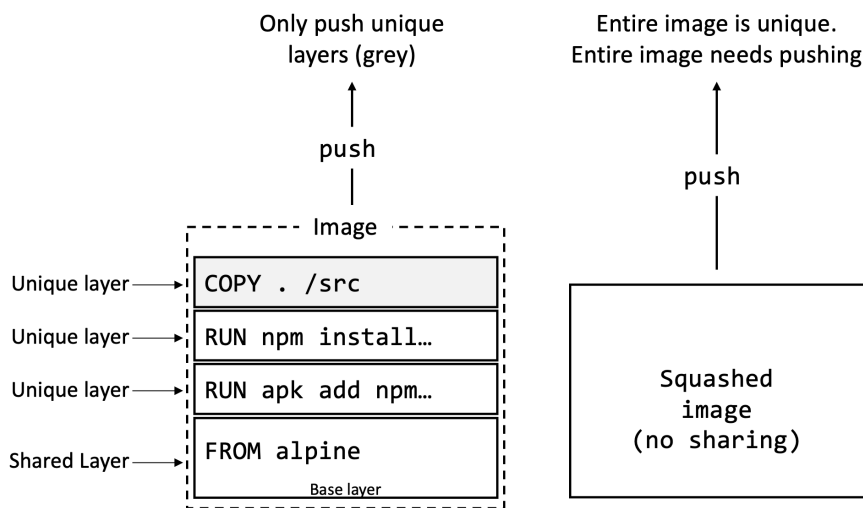 Only push unique
layers (grey)
push
Image
Unique layer
COPY . /src
Unique layer
RUN npm install…
Unique layer
RUN apk add npm…
Shared Layer
FROM alpine
Base layer
Entire image is unique.
Entire image needs pushing
push
Squashed
image
(no sharing)